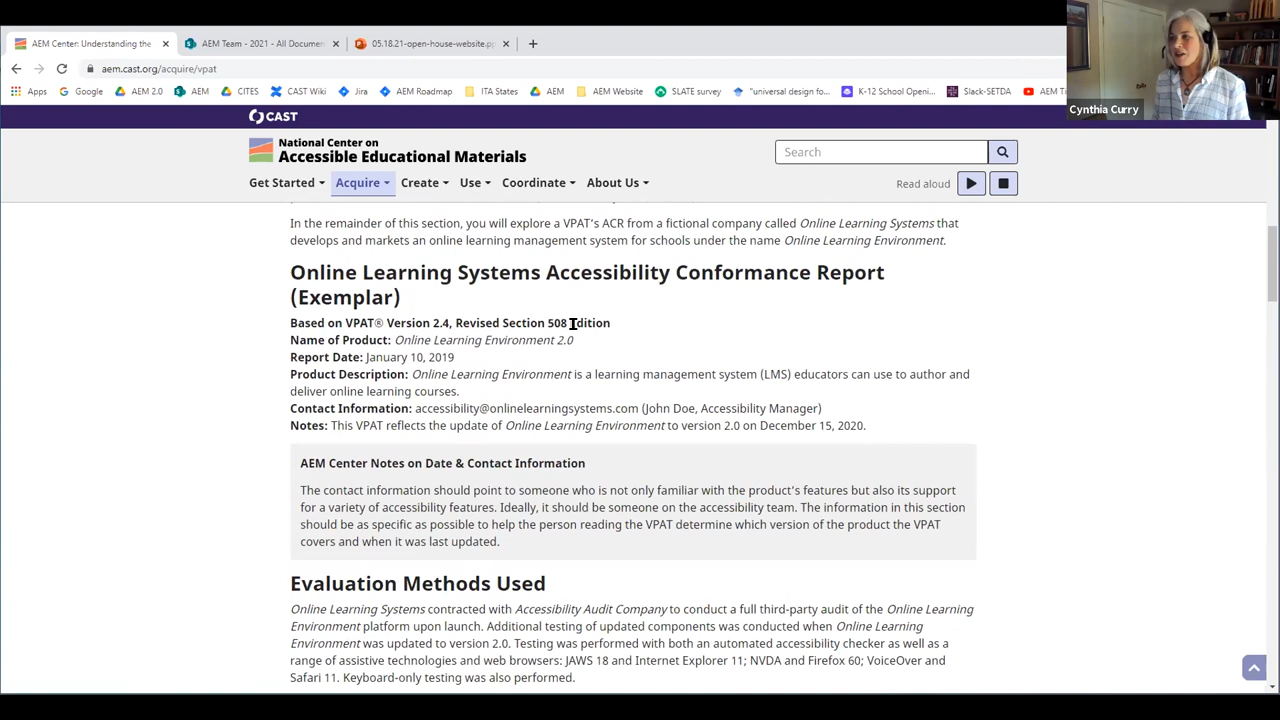 AEM Center: Understanding the
AEM Team - 2021 - All Document
05.18.21-open-house-website.pp
aem.cast.org/acquire/vpat
Apps
Google
AEM 2.0
AEM
CITES
CAST Wiki
Jira
AEM Roadmap
ITA States
AEM
AEM Website
SLATE survey
"universal design fo...
K-12 School Openi...
Slack-SETDA
AEM Ti
Cynthia Curry
CAST
National Center on
Accessible Educational Materials
Search
Get Started
Acquire
Create
Use
Coordinate
About Us
Read aloud
In the remainder of this section, you will explore a VPAT's ACR from a fictional company called Online Learning Systems that
develops and markets an online learning management system for schools under the name Online Learning Environment.
Online Learning Systems Accessibility Conformance Report
(Exemplar)
Based on VPAT® Version 2.4, Revised Section 508 Edition
Name of Product: Online Learning Environment 2.0
Report Date: January 10, 2019
Product Description: Online Learning Environment is a learning management system (LMS) educators can use to author and
deliver online learning courses.
Contact Information: accessibility@onlinelearningsystems.com (John Doe, Accessibility Manager)
Notes: This VPAT reflects the update of Online Learning Environment to version 2.0 on December 15, 2020.
AEM Center Notes on Date & Contact Information
The contact information should point to someone who is not only familiar with the product's features but also its support
for a variety of accessibility features. Ideally, it should be someone on the accessibility team. The information in this section
should be as specific as possible to help the person reading the VPAT determine which version of the product the VPAT
covers and when it was last updated.
Evaluation Methods Used
Online Learning Systems contracted with Accessibility Audit Company to conduct a full third-party audit of the Online Learning
Environment platform upon launch. Additional testing of updated components was conducted when Online Learning
Environment was updated to version 2.0. Testing was performed with both an automated accessibility checker as well as a
range of assistive technologies and web browsers: JAWS 18 and Internet Explorer 11; NVDA and Firefox 60; VoiceOver and
Safari 11. Keyboard-only testing was also performed.